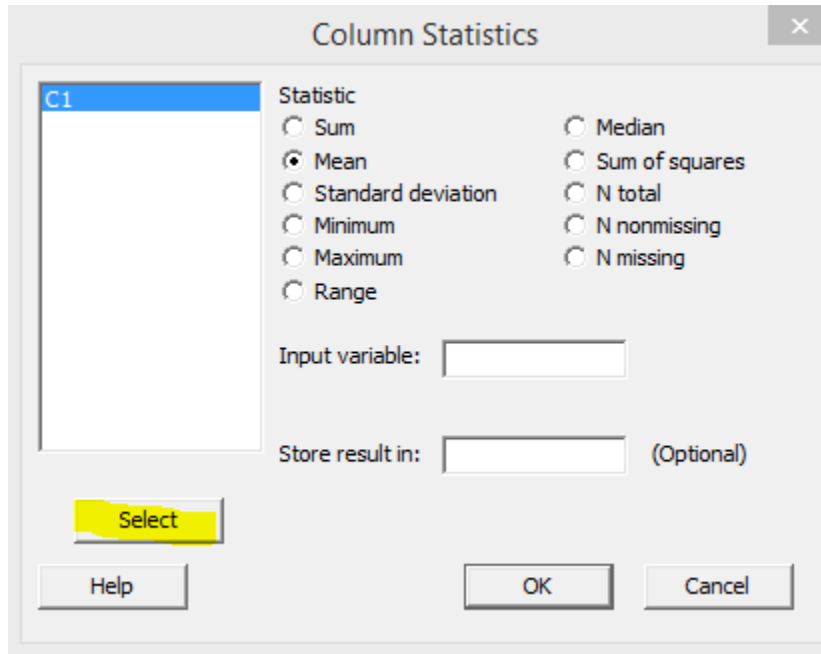 Column Statistics
C1
Statistic
Sum
Median
Mean
Sum of squares
Standard deviation
N total
Minimum
N nonmissing
Maximum
N missing
Range
Input variable:
Store result in:
(Optional)
Select
Help
OK
Cancel